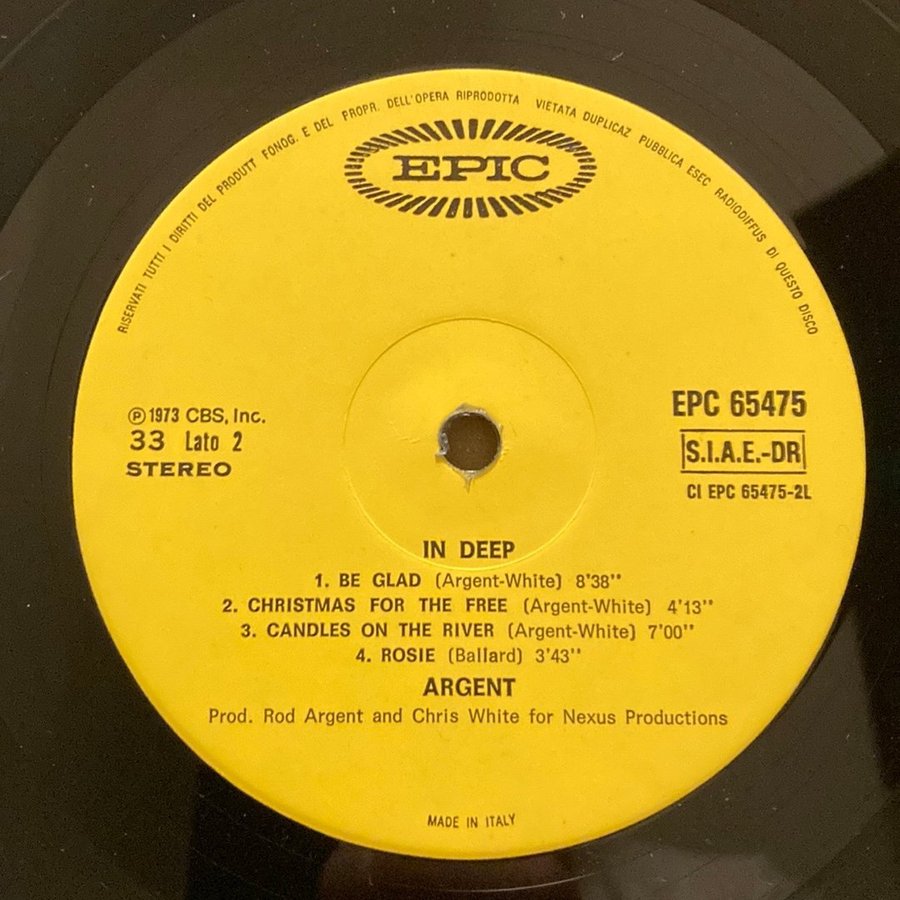 RISERVATI TUTTI I DIRITTI DEL PRODUTT FONOG. E DEL PROPR. DELL'OPERA RIPRODOTTA VIETATA DUPLICAZ PUBBLICA ESEC RADIODIFFUS DI QUESTO DISCO
EPIC
℗ 1973 CBS, Inc.
33 Lato 2
STEREO
EPC 65475
S.I.A.E.-DR
CI EPC 65475-2L
IN DEEP
1. BE GLAD (Argent-White) 8'38''
2. CHRISTMAS FOR THE FREE (Argent-White) 4'13''
3. CANDLES ON THE RIVER (Argent-White) 7'00''
4. ROSIE (Ballard) 3'43''
ARGENT
Prod. Rod Argent and Chris White for Nexus Productions
MADE IN ITALY